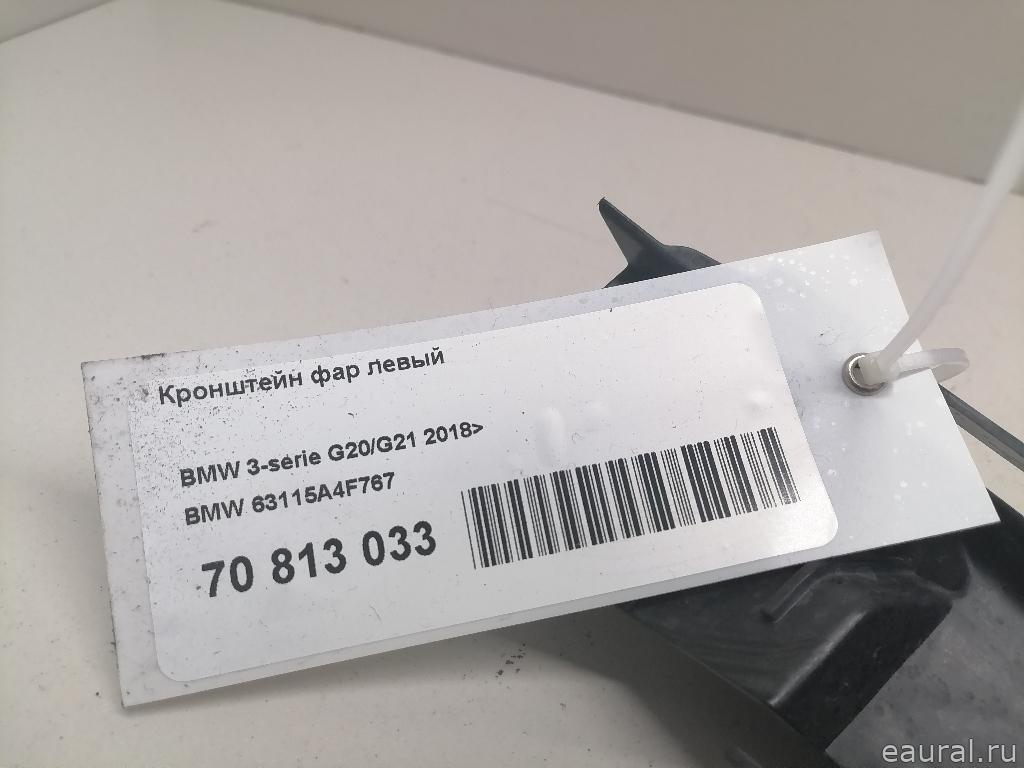 Кронштейн фар левый
BMW 3-serie G20/G21 2018>
BMW 63115A4F767
70 813 033
eaural.ru